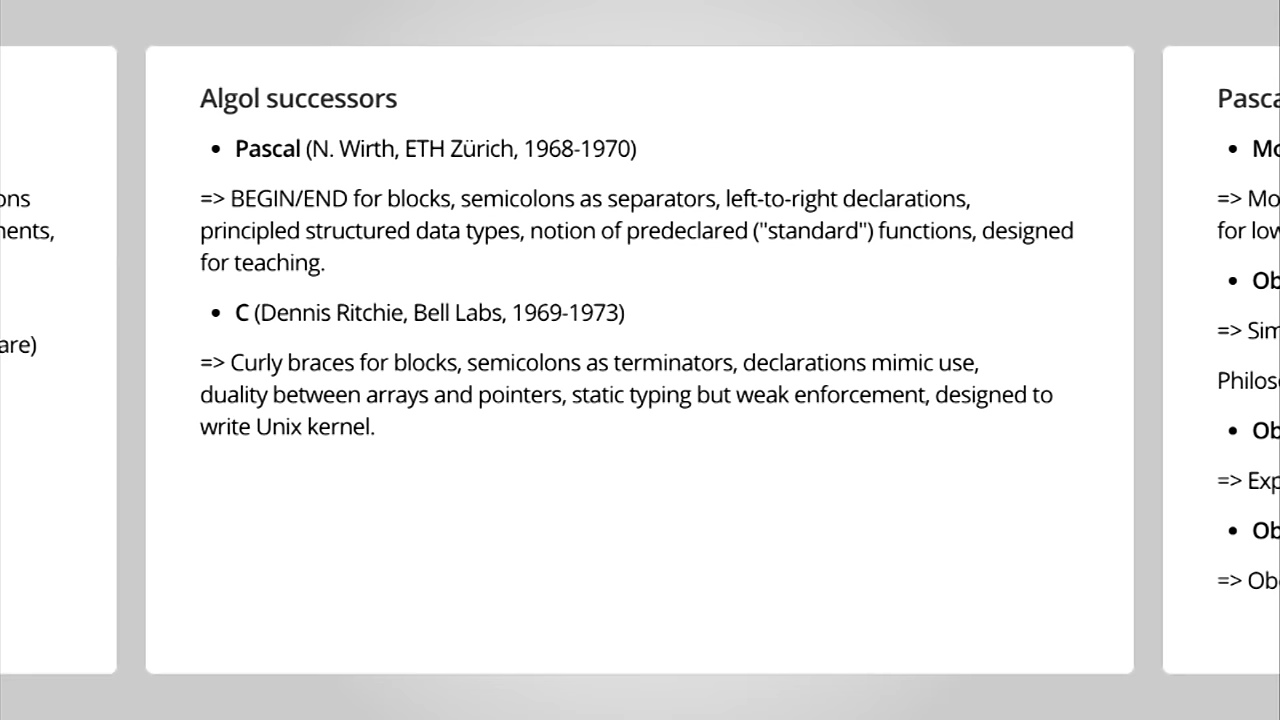 Algol successors
• Pascal (N. Wirth, ETH Zürich, 1968-1970)
=> BEGIN/END for blocks, semicolons as separators, left-to-right declarations,
principled structured data types, notion of predeclared ("standard") functions, designed
for teaching.
• C (Dennis Ritchie, Bell Labs, 1969-1973)
=> Curly braces for blocks, semicolons as terminators, declarations mimic use,
duality between arrays and pointers, static typing but weak enforcement, designed to
write Unix kernel.